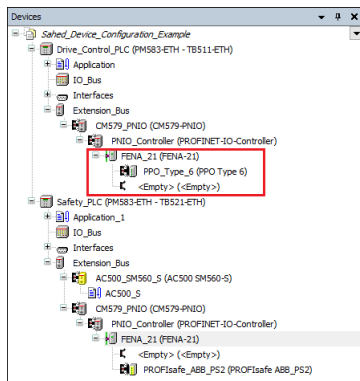 Devices
Sahed_Device_Configuration_Example
Drive_Control_PLC (PM583-ETH - TB511-ETH)
Application
IO_Bus
Interfaces
Extension_Bus
CM579_PNIO (CM579-PNIO)
PNIO_Controller (PROFINET-IO-Controller)
FENA_21 (FENA-21)
PPO_Type_6 (PPO Type 6)
<Empty> (<Empty>)
Safety_PLC (PM583-ETH - TB521-ETH)
Application_1
IO_Bus
Interfaces
Extension_Bus
AC500_SM560_S (AC500 SM560-S)
AC500_S
CM579_PNIO (CM579-PNIO)
PNIO_Controller (PROFINET-IO-Controller)
FENA_21 (FENA-21)
<Empty> (<Empty>)
PROFIsafe_ABB_PS2 (PROFIsafe ABB_PS2)